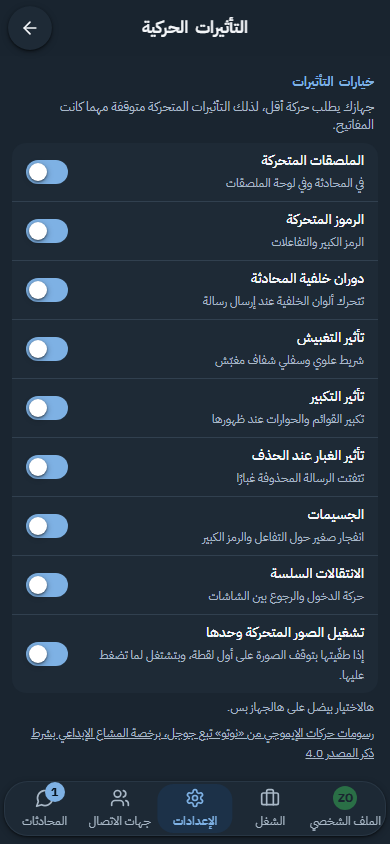 التأثيرات الحركية
خيارات التأثيرات
جهازك يطلب حركة أقل، لذلك التأثيرات المتحركة متوقفة مهما كانت
المفاتيح.
الملصقات المتحركة
في المحادثة وفي لوحة الملصقات
الرموز المتحركة
الرمز الكبير والتفاعلات
دوران خلفية المحادثة
تتحرك ألوان الخلفية عند إرسال رسالة
تأثير التغبيش
شريط علوي وسفلي شفاف مغبّش
تأثير التكبير
تكبير القوائم والحوارات عند ظهورها
تأثير الغبار عند الحذف
تتفتت الرسالة المحذوفة غبارًا
الجسيمات
انفجار صغير حول التفاعل والرمز الكبير
الانتقالات السلسة
حركة الدخول والرجوع بين الشاشات
تشغيل الصور المتحركة وحدها
إذا طفّيتها بتوقف الصورة على أول لقطة، وبتشتغل لما تضغط
عليها.
هالاختيار بيضل على هالجهاز بس.
رسومات حركات الإيموجي من «نوتو» تبع جوجل، برخصة المشاع الإبداعي بشرط
ذكر المصدر 4.0
ZO
1
الملف الشخصي
الشغل
الإعدادات
جهات الاتصال
المحادثات